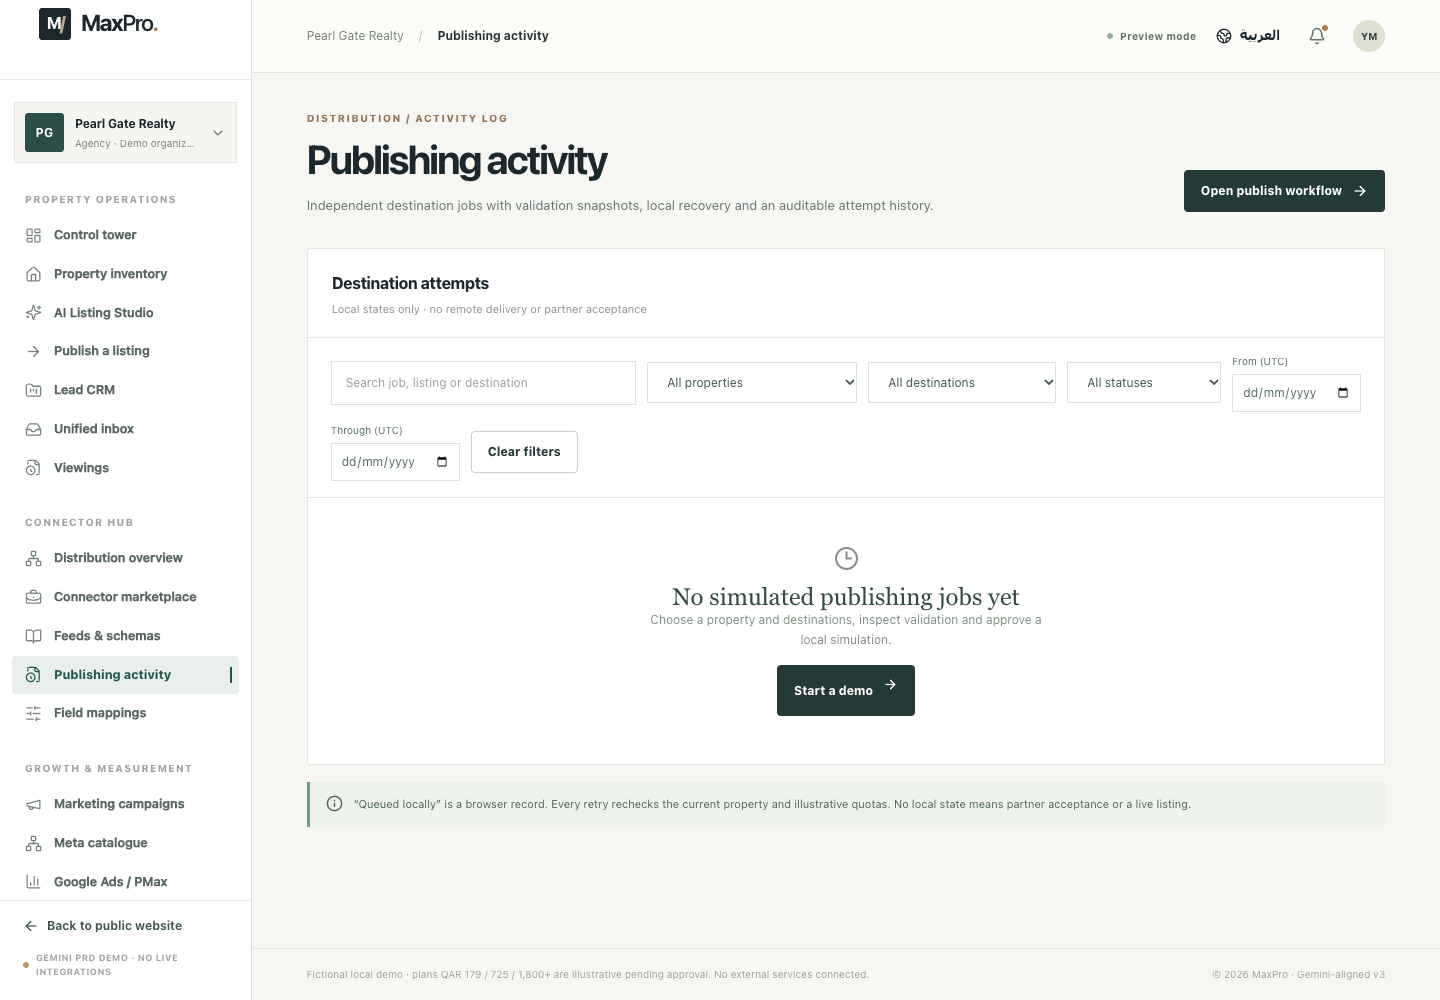 M/ MaxPro.
PG
Pearl Gate Realty
Agency · Demo organiz...
PROPERTY OPERATIONS
Control tower
Property inventory
AI Listing Studio
Publish a listing
Lead CRM
Unified inbox
Viewings
CONNECTOR HUB
Distribution overview
Connector marketplace
Feeds & schemas
Publishing activity
Field mappings
GROWTH & MEASUREMENT
Marketing campaigns
Meta catalogue
Google Ads / PMax
Back to public website
GEMINI PRD DEMO · NO LIVE
INTEGRATIONS
Pearl Gate Realty / Publishing activity
Preview mode
العربية
YM
DISTRIBUTION / ACTIVITY LOG
Publishing activity
Independent destination jobs with validation snapshots, local recovery and an auditable attempt history.
Open publish workflow
Destination attempts
Local states only · no remote delivery or partner acceptance
Search job, listing or destination
All properties
All destinations
All statuses
From (UTC)
dd/mm/yyyy
Through (UTC)
dd/mm/yyyy
Clear filters
No simulated publishing jobs yet
Choose a property and destinations, inspect validation and approve a
local simulation.
Start a demo
“Queued locally” is a browser record. Every retry rechecks the current property and illustrative quotas. No local state means partner acceptance or a live listing.
Fictional local demo · plans QAR 179 / 725 / 1,800+ are illustrative pending approval. No external services connected.
© 2026 MaxPro · Gemini-aligned v3